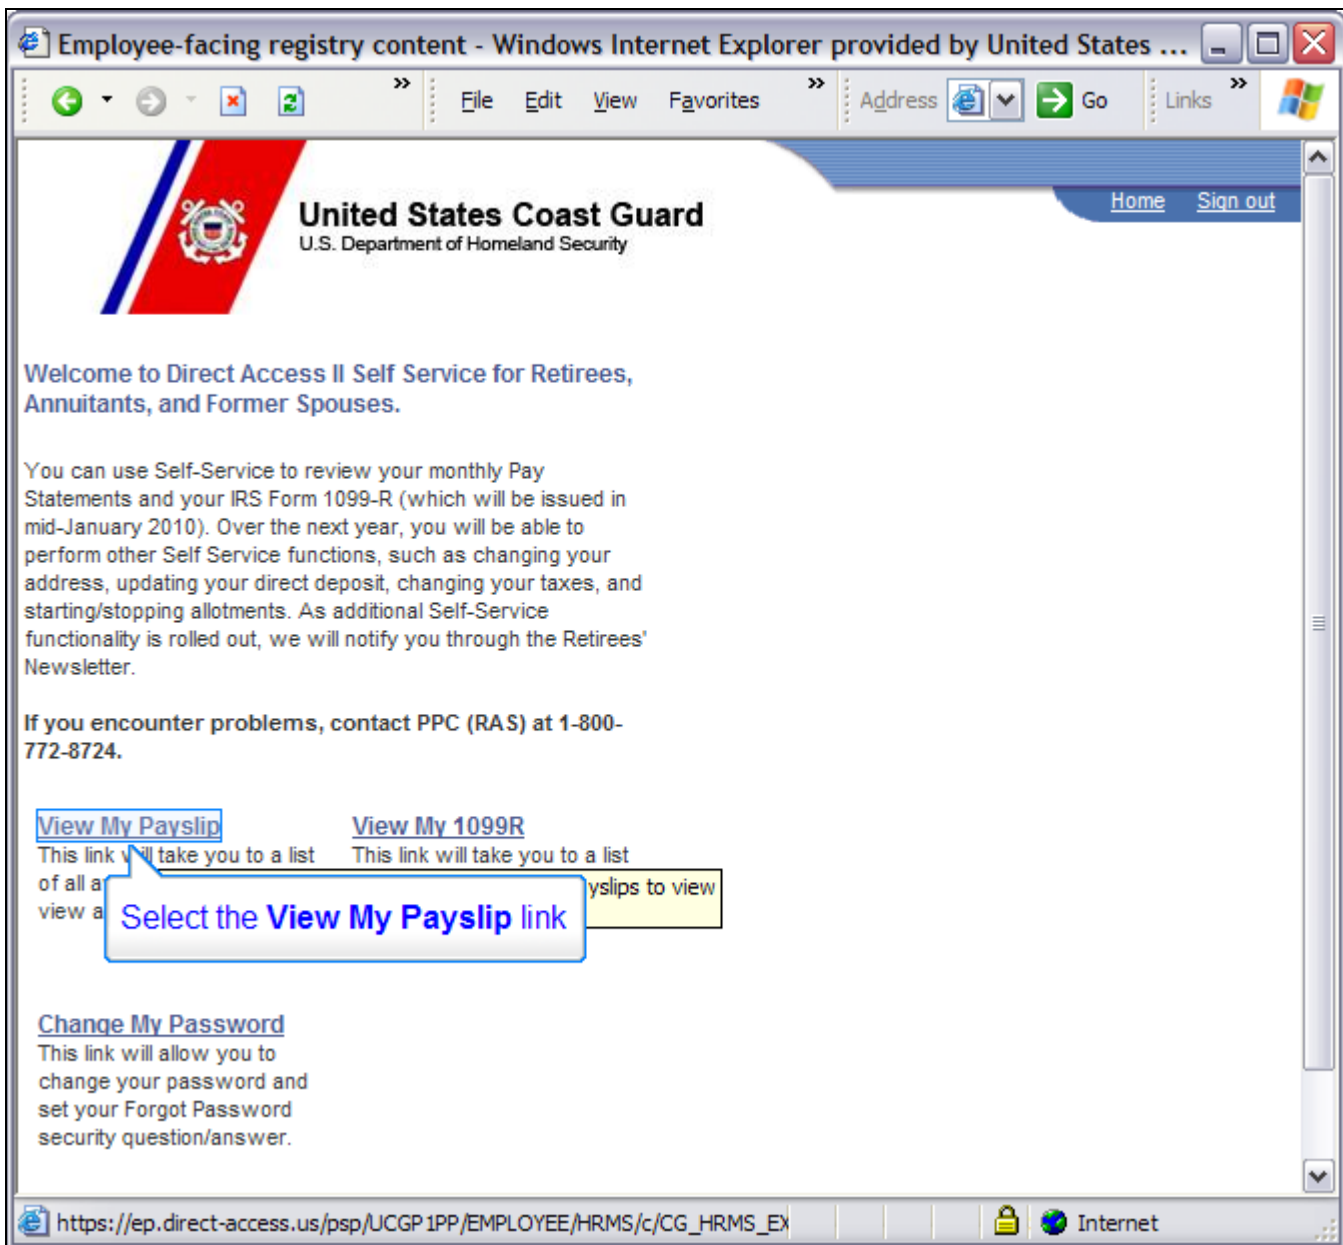 Employee-facing registry content - Windows Internet Explorer provided by United States ...
» File Edit View Favorites » Address Go Links »
Home Sign out
United States Coast Guard
U.S. Department of Homeland Security
Welcome to Direct Access II Self Service for Retirees,
Annuitants, and Former Spouses.
You can use Self-Service to review your monthly Pay
Statements and your IRS Form 1099-R (which will be issued in
mid-January 2010). Over the next year, you will be able to
perform other Self Service functions, such as changing your
address, updating your direct deposit, changing your taxes, and
starting/stopping allotments. As additional Self-Service
functionality is rolled out, we will notify you through the Retirees'
Newsletter.
If you encounter problems, contact PPC (RAS) at 1-800-
772-8724.
View My Payslip
This link will take you to a list
of all a
view a
View My 1099R
This link will take you to a list
yslips to view
Select the View My Payslip link
Change My Password
This link will allow you to
change your password and
set your Forgot Password
security question/answer.
https://ep.direct-access.us/psp/UCGP1PP/EMPLOYEE/HRMS/c/CG_HRMS_EX
Internet